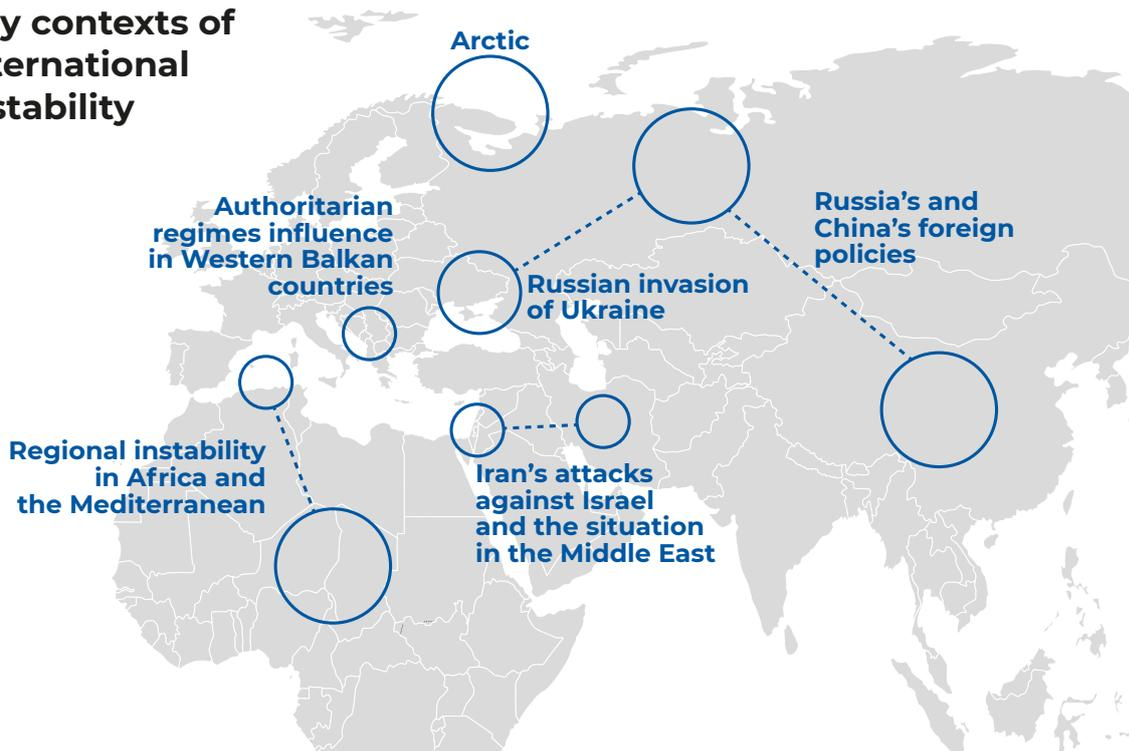 y contexts of
ternational
stability
Arctic
Authoritarian
regimes influence
in Western Balkan
countries
Russia’s and
China’s foreign
policies
Russian invasion
of Ukraine
Regional instability
in Africa and
the Mediterranean
Iran’s attacks
against Israel
and the situation
in the Middle East